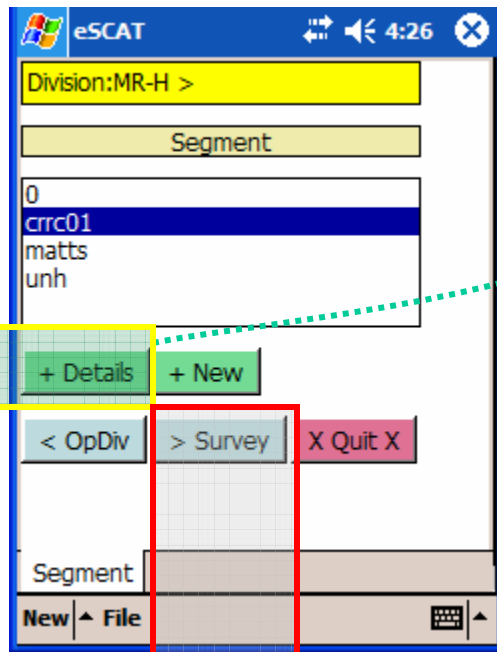 eSCAT 4:26
Division:MR-H >
Segment
0
crrc01
matts
unh
+ Details + New
< OpDiv > Survey X Quit X
Segment
New File